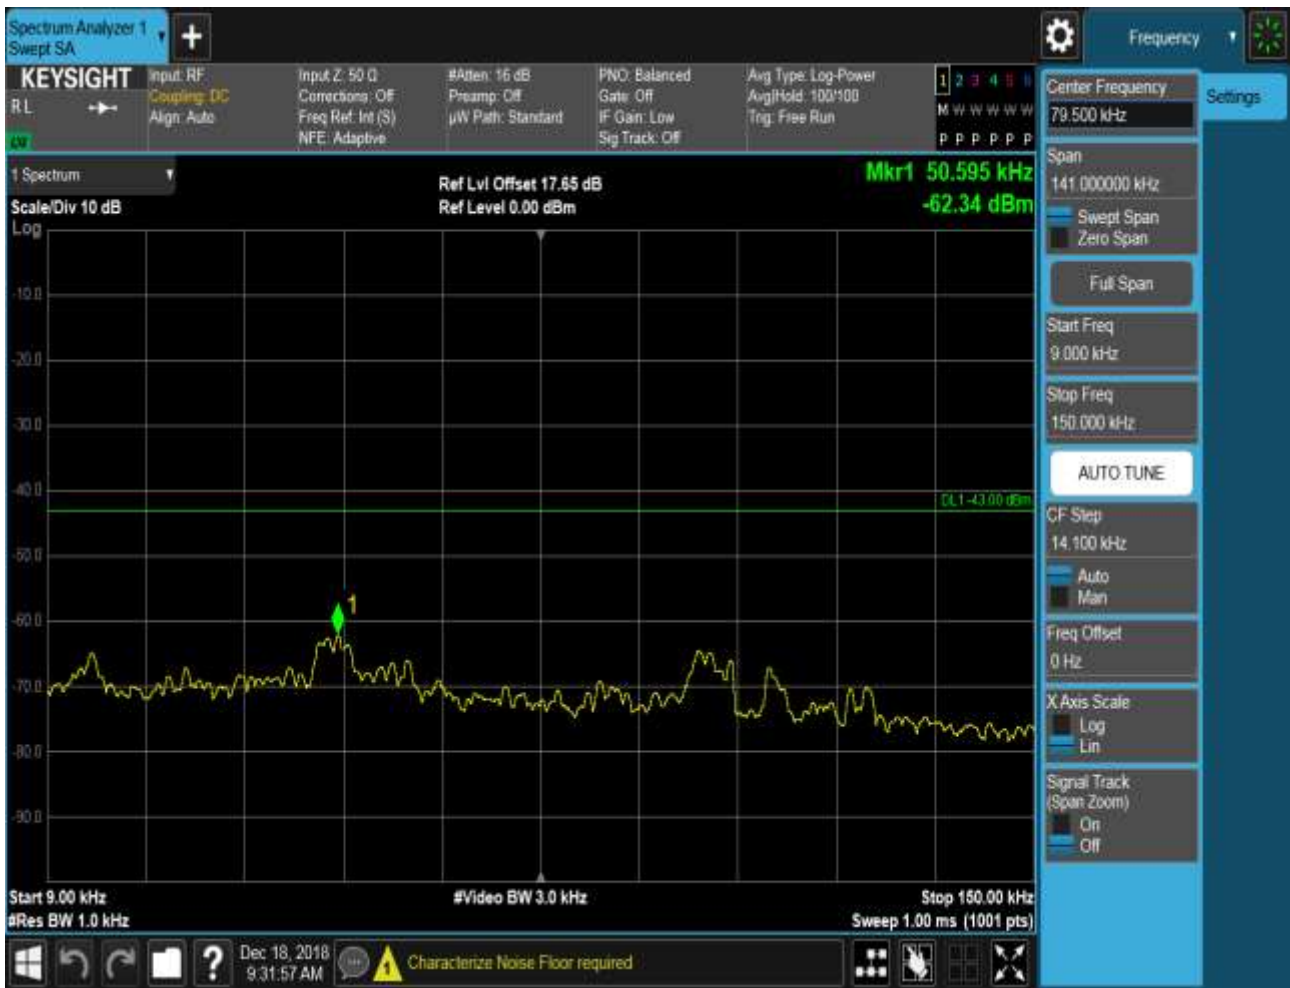 Spectrum Analyzer 1
Swept SA
Frequency
KEYSIGHT
R L
Input: RF
Coupling: DC
Align: Auto
Input Z: 50 Ω
Corrections: Off
Freq Ref: Int (S)
NFE: Adaptive
#Atten: 16 dB
Preamp: Off
µW Path: Standard
PNO: Balanced
Gate: Off
IF Gain: Low
Sig Track: Off
Avg Type: Log-Power
Avg|Hold: 100/100
Trig: Free Run
1 2 3 4 5 6
M W W W W W
P P P P P P
1 Spectrum
Scale/Div 10 dB
Log
Ref Lvl Offset 17.65 dB
Ref Level 0.00 dBm
Mkr1 50.595 kHz
-62.34 dBm
-10.0
-20.0
-30.0
-40.0
DL1 -43.00 dBm
-50.0
1
-60.0
-70.0
-80.0
-90.0
Start 9.00 kHz
#Video BW 3.0 kHz
Stop 150.00 kHz
#Res BW 1.0 kHz
Sweep 1.00 ms (1001 pts)
Dec 18, 2018
9:31:57 AM
Characterize Noise Floor required
Center Frequency
79.500 kHz
Settings
Span
141.000000 kHz
Swept Span
Zero Span
Full Span
Start Freq
9.000 kHz
Stop Freq
150.000 kHz
AUTO TUNE
CF Step
14.100 kHz
Auto
Man
Freq Offset
0 Hz
X Axis Scale
Log
Lin
Signal Track
(Span Zoom)
On
Off